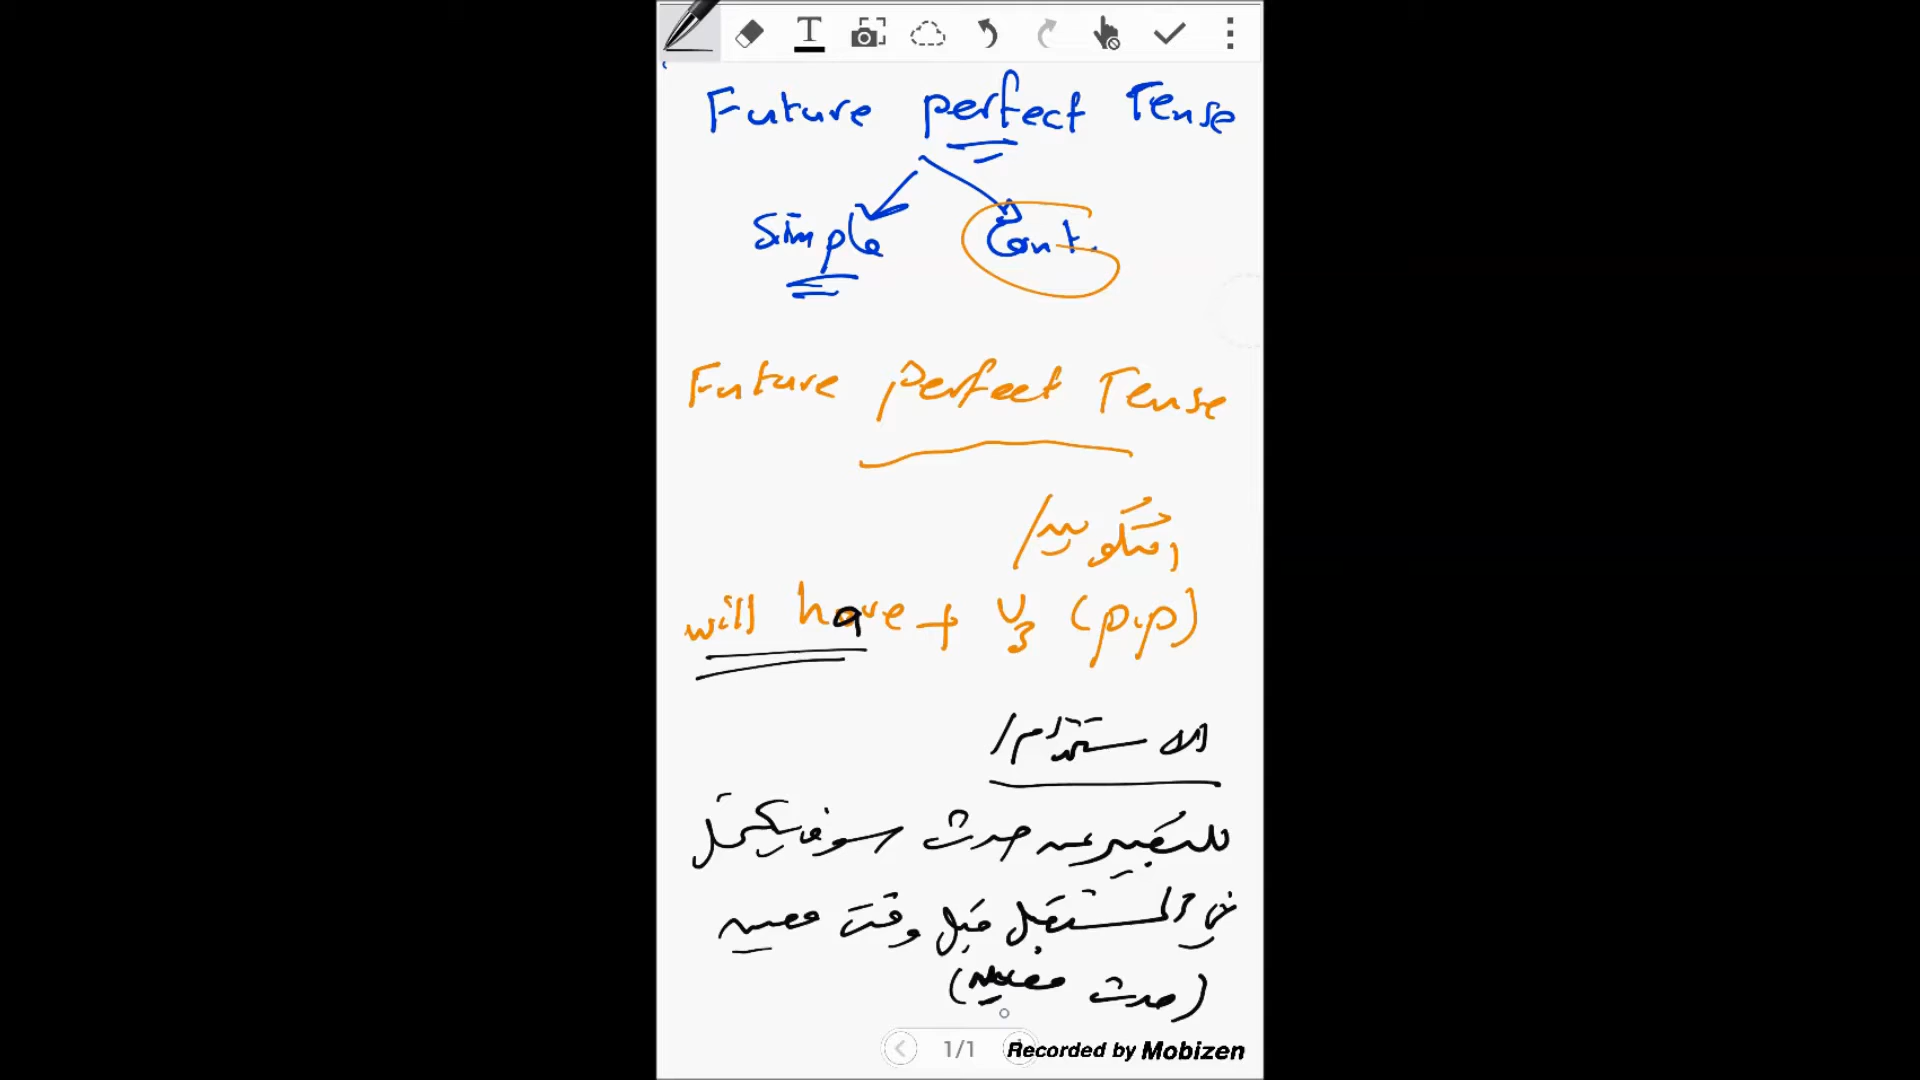 T
Future perfect Tense
Simple Cont.
Future perfect Tense
التكوين/
will have + V3 (p.p)
الاستخدام/
للتعبير عن حدث سوف يكتمل
في المستقبل قبل وقت معين
(حدث معين)
1/1
Recorded by Mobizen